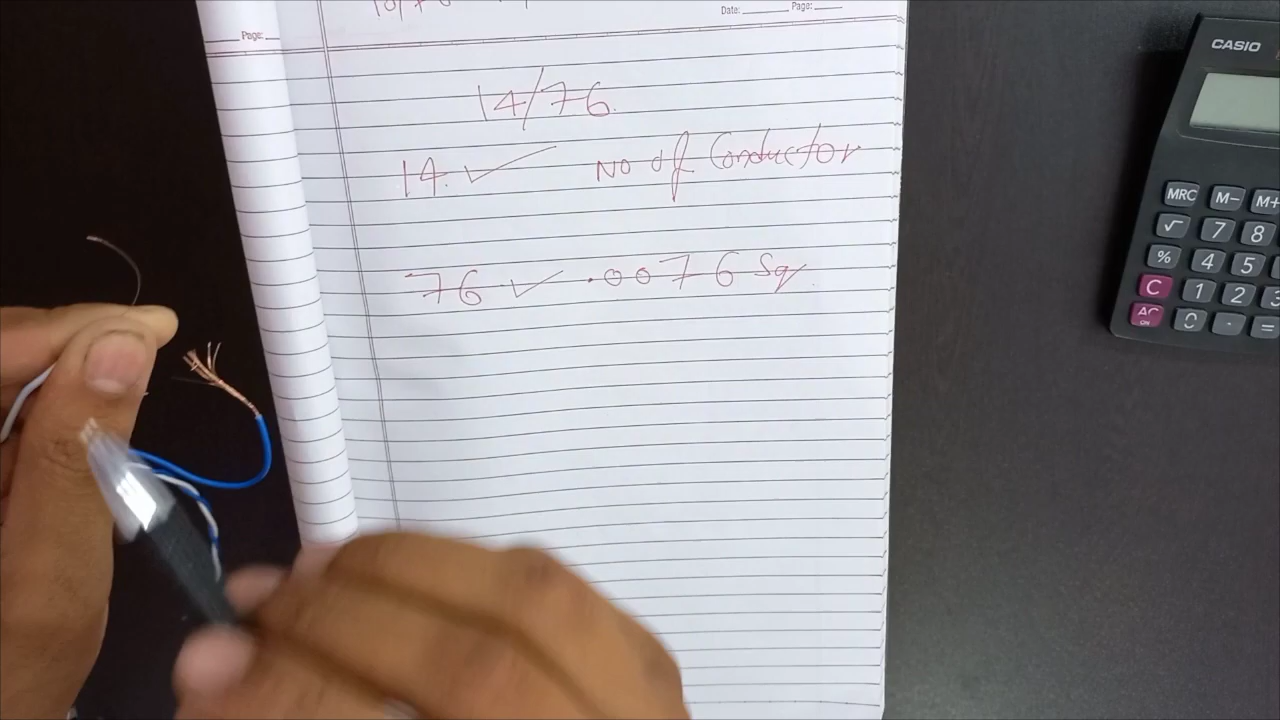 Date: Page:
Page:
14/76.
14. ✓ No of Conductor
76 ✓ .0076 Sq
CASIO
MRC M- M+
√ 7 8
% 4 5
C 1 2 3
AC 0 . =
ON